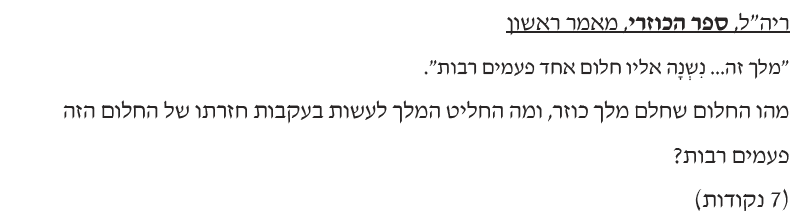 ריה"ל, ספר הכוזרי, מאמר ראשון
"מלך זה... נִשְנָה אליו חלום אחד פעמים רבות".
מהו החלום שחלם מלך כוזר, ומה החליט המלך לעשות בעקבות חזרתו של החלום הזה
פעמים רבות?
(7 נקודות)